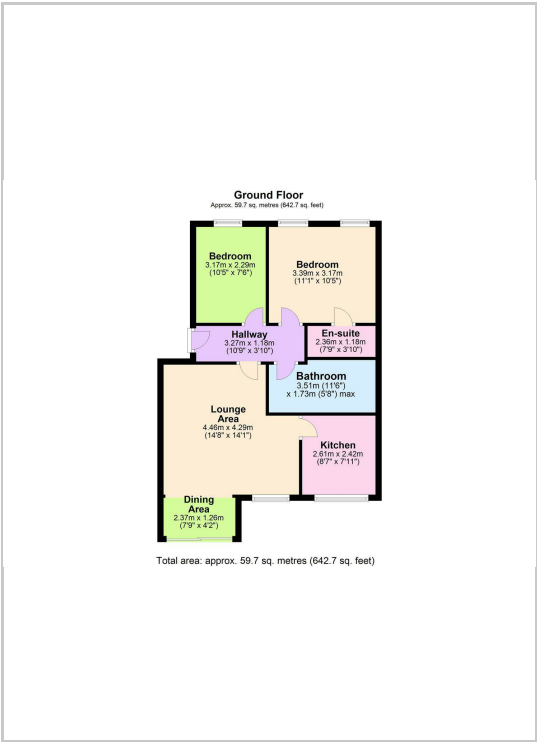 Ground Floor
Approx. 59.7 sq. metres (642.7 sq. feet)
Bedroom
3.17m x 2.29m
(10'5" x 7'6")
Bedroom
3.39m x 3.17m
(11'1" x 10'5")
Hallway
3.27m x 1.18m
(10'9" x 3'10")
En-suite
2.36m x 1.18m
(7'9" x 3'10")
Bathroom
3.51m (11'6")
x 1.73m (5'8") max
Lounge
Area
4.46m x 4.29m
(14'8" x 14'1")
Kitchen
2.61m x 2.42m
(8'7" x 7'11")
Dining
Area
2.37m x 1.26m
(7'9" x 4'2")
Total area: approx. 59.7 sq. metres (642.7 sq. feet)